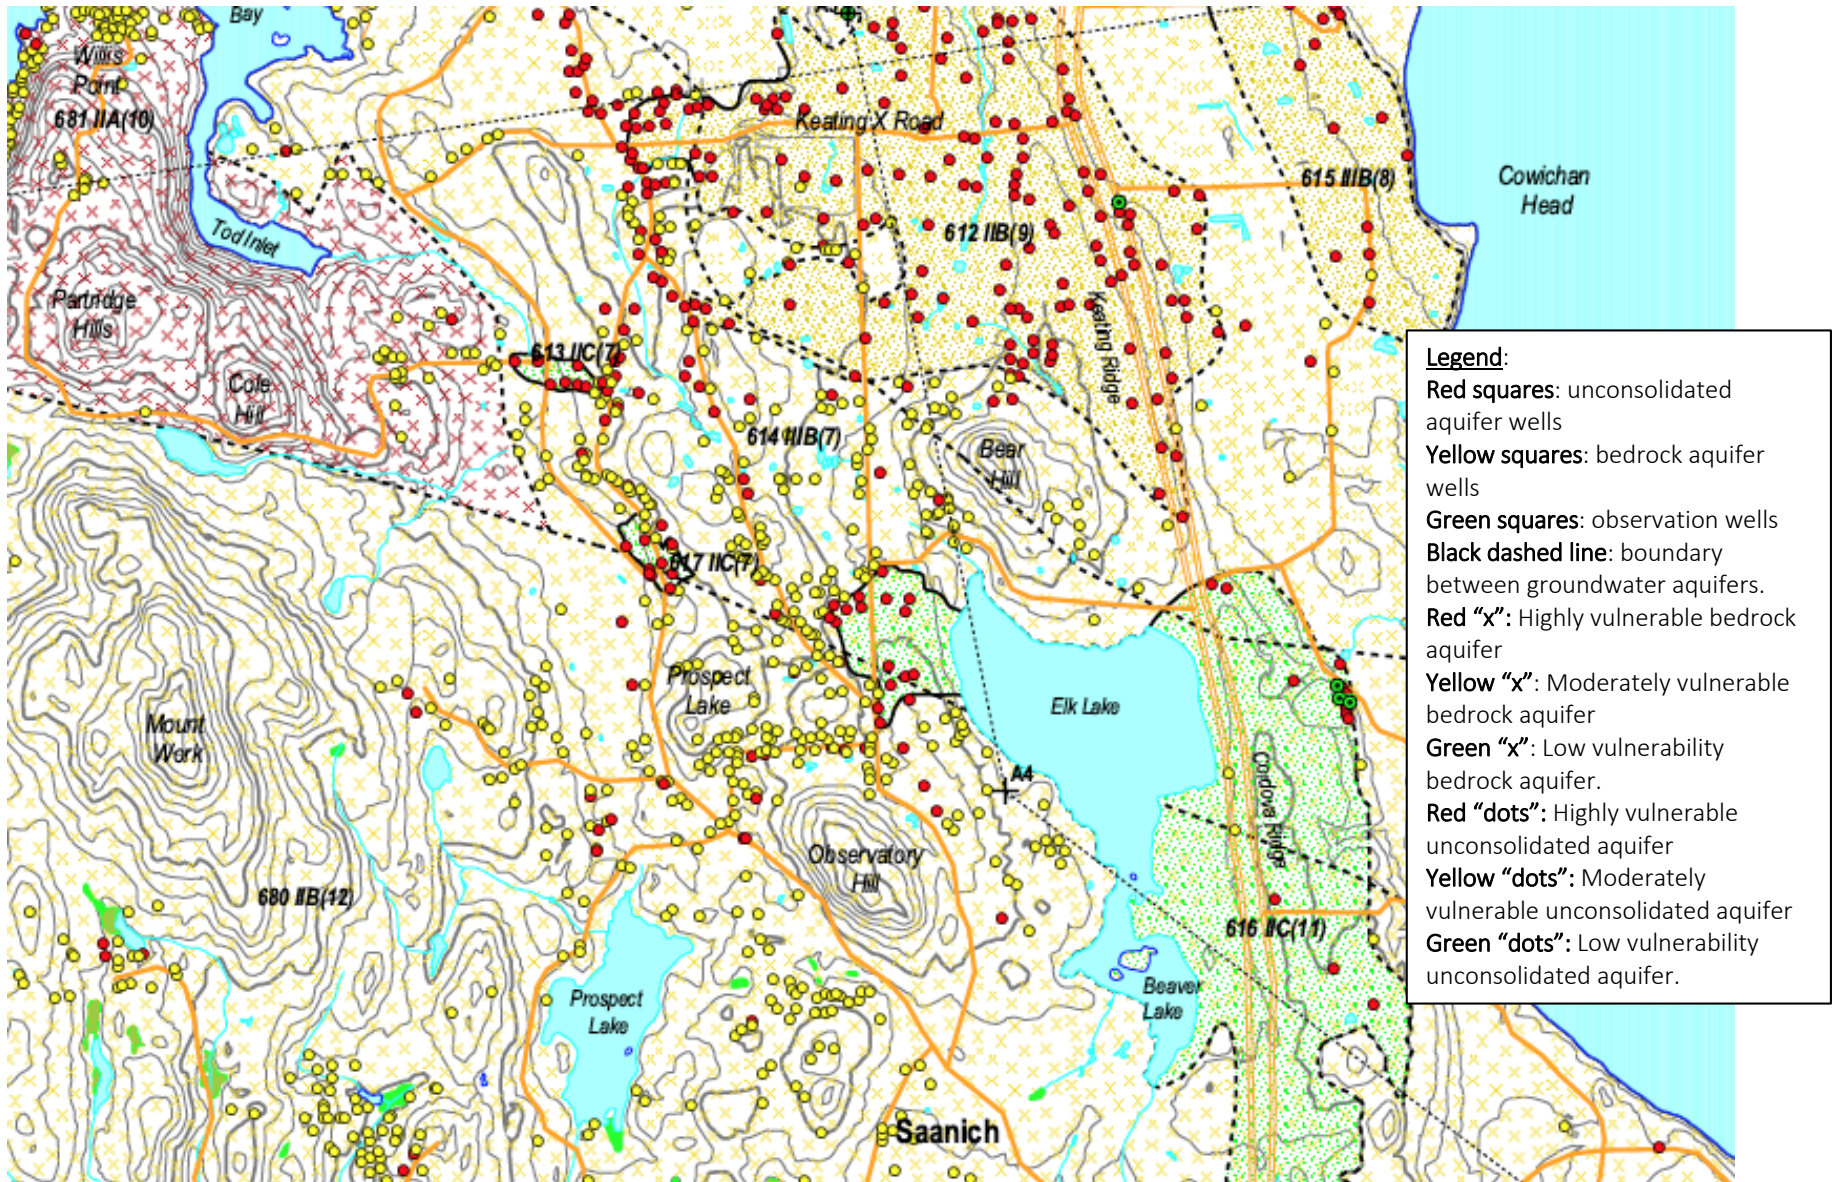 Bay
Willis
Point
681 IIA(10)
Tod Inlet
Partridge
Hills
Cole
Hill
Keating X Road
612 IIB(9)
615 IIIB(8)
Cowichan
Head
Keating Ridge
613 IIC(7)
614 IIIB(7)
Bear
Hill
617 IIC(7)
Prospect
Lake
Elk Lake
Mount
Work
A4
Cordova Ridge
Observatory
Hill
680 IIB(12)
616 IIC(11)
Prospect
Lake
Beaver
Lake
Saanich
Legend:
Red squares: unconsolidated
aquifer wells
Yellow squares: bedrock aquifer
wells
Green squares: observation wells
Black dashed line: boundary
between groundwater aquifers.
Red “x”: Highly vulnerable bedrock
aquifer
Yellow “x”: Moderately vulnerable
bedrock aquifer
Green “x”: Low vulnerability
bedrock aquifer.
Red “dots”: Highly vulnerable
unconsolidated aquifer
Yellow “dots”: Moderately
vulnerable unconsolidated aquifer
Green “dots”: Low vulnerability
unconsolidated aquifer.